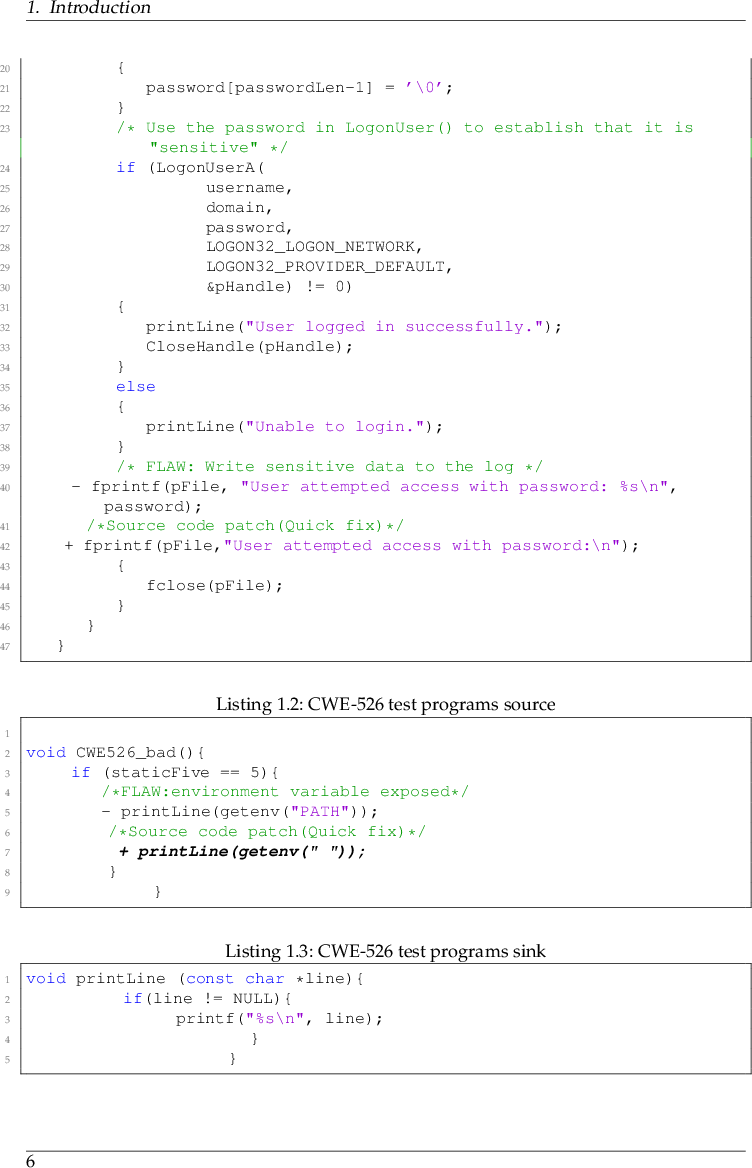 1. Introduction
20 {
21 password[passwordLen-1] = '\0';
22 }
23 /* Use the password in LogonUser() to establish that it is
"sensitive" */
24 if (LogonUserA(
25 username,
26 domain,
27 password,
28 LOGON32_LOGON_NETWORK,
29 LOGON32_PROVIDER_DEFAULT,
30 &pHandle) != 0)
31 {
32 printLine("User logged in successfully.");
33 CloseHandle(pHandle);
34 }
35 else
36 {
37 printLine("Unable to login.");
38 }
39 /* FLAW: Write sensitive data to the log */
40 - fprintf(pFile, "User attempted access with password: %s\n",
password);
41 /*Source code patch(Quick fix)*/
42 + fprintf(pFile,"User attempted access with password:\n");
43 {
44 fclose(pFile);
45 }
46 }
47 }
Listing 1.2: CWE-526 test programs source
1
2 void CWE526_bad(){
3 if (staticFive == 5){
4 /*FLAW:environment variable exposed*/
5 - printLine(getenv("PATH"));
6 /*Source code patch(Quick fix)*/
7 + printLine(getenv(" "));
8 }
9 }
Listing 1.3: CWE-526 test programs sink
1 void printLine (const char *line){
2 if(line != NULL){
3 printf("%s\n", line);
4 }
5 }
6